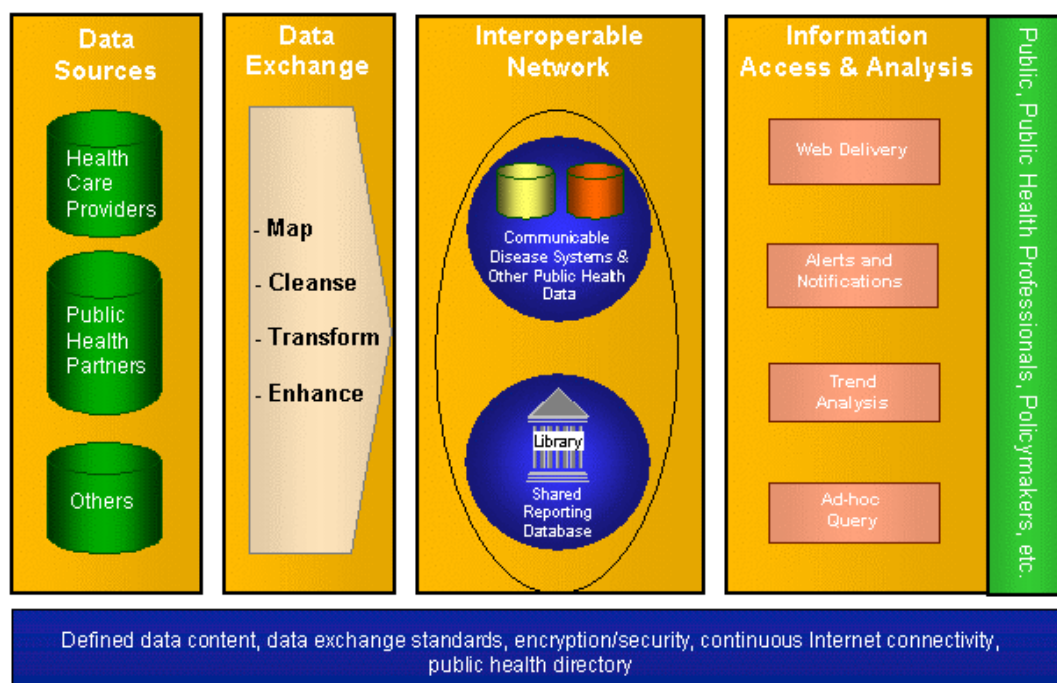 Data
Sources
Health
Care
Providers
Public
Health
Partners
Others
Data
Exchange
- Map
- Cleanse
- Transform
- Enhance
Interoperable
Network
Communicable
Disease Systems &
Other Public Health
Data
Library
Shared
Reporting
Database
Information
Access & Analysis
Web Delivery
Alerts and
Notifications
Trend
Analysis
Ad-hoc
Query
Public, Public Health Professionals, Policymakers, etc.
Defined data content, data exchange standards, encryption/security, continuous Internet connectivity,
public health directory